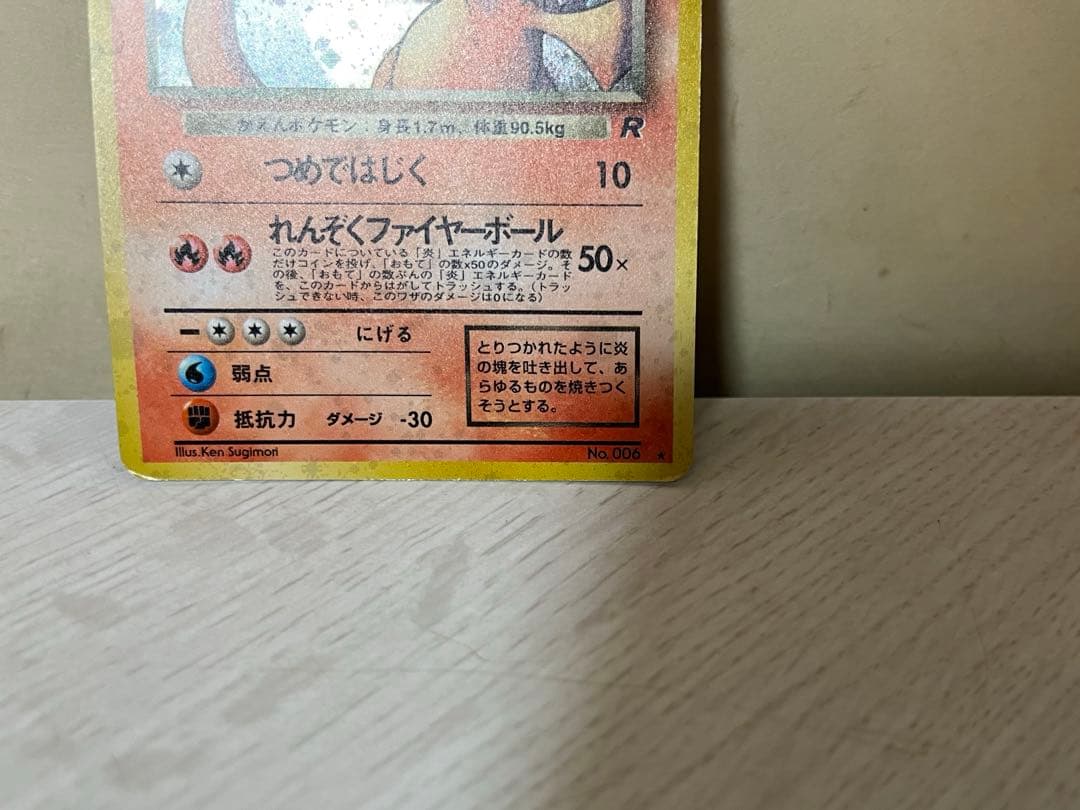 かえんポケモン:身長1.7m、体重90.5kg
R
つめではじく 10
れんぞくファイヤーボール
50×
このカードについている「炎」エネルギーカードの数
だけコインを投げ、「おもて」の数×50のダメージ。そ
の後、「おもて」の数ぶんの「炎」エネルギーカード
を、このカードからはがしてトラッシュする。(トラッ
シュできない時、このワザのダメージは0になる)
ー にげる
弱点
抵抗力 ダメージ -30
とりつかれたように炎
の塊を吐き出して、あ
らゆるものを焼きつく
そうとする。
Illus.Ken Sugimori No.006 ★